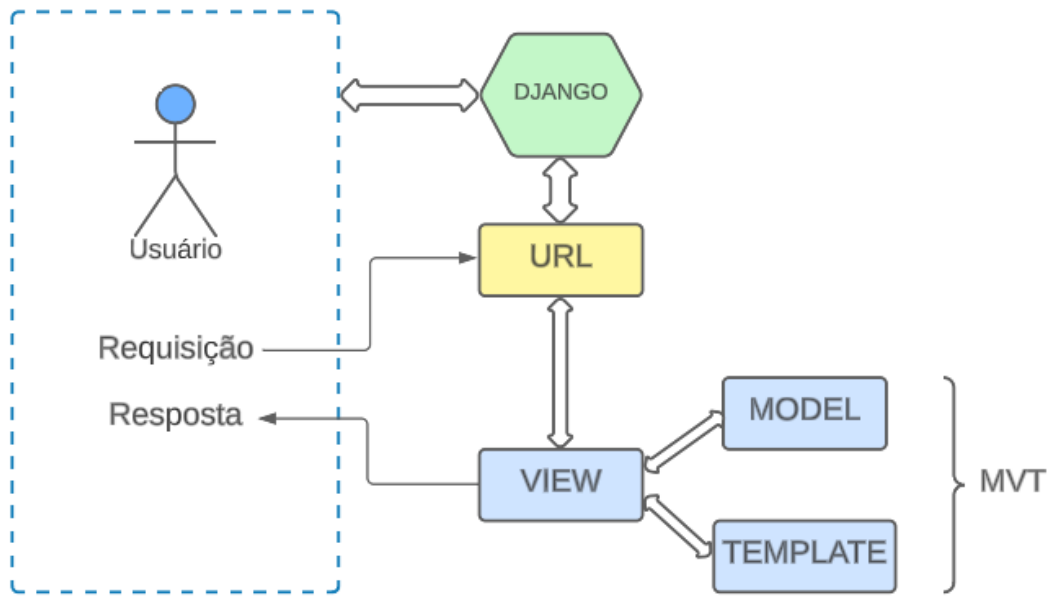 DJANGO
Usuário
URL
Requisição
Resposta
MODEL
VIEW
MVT
TEMPLATE